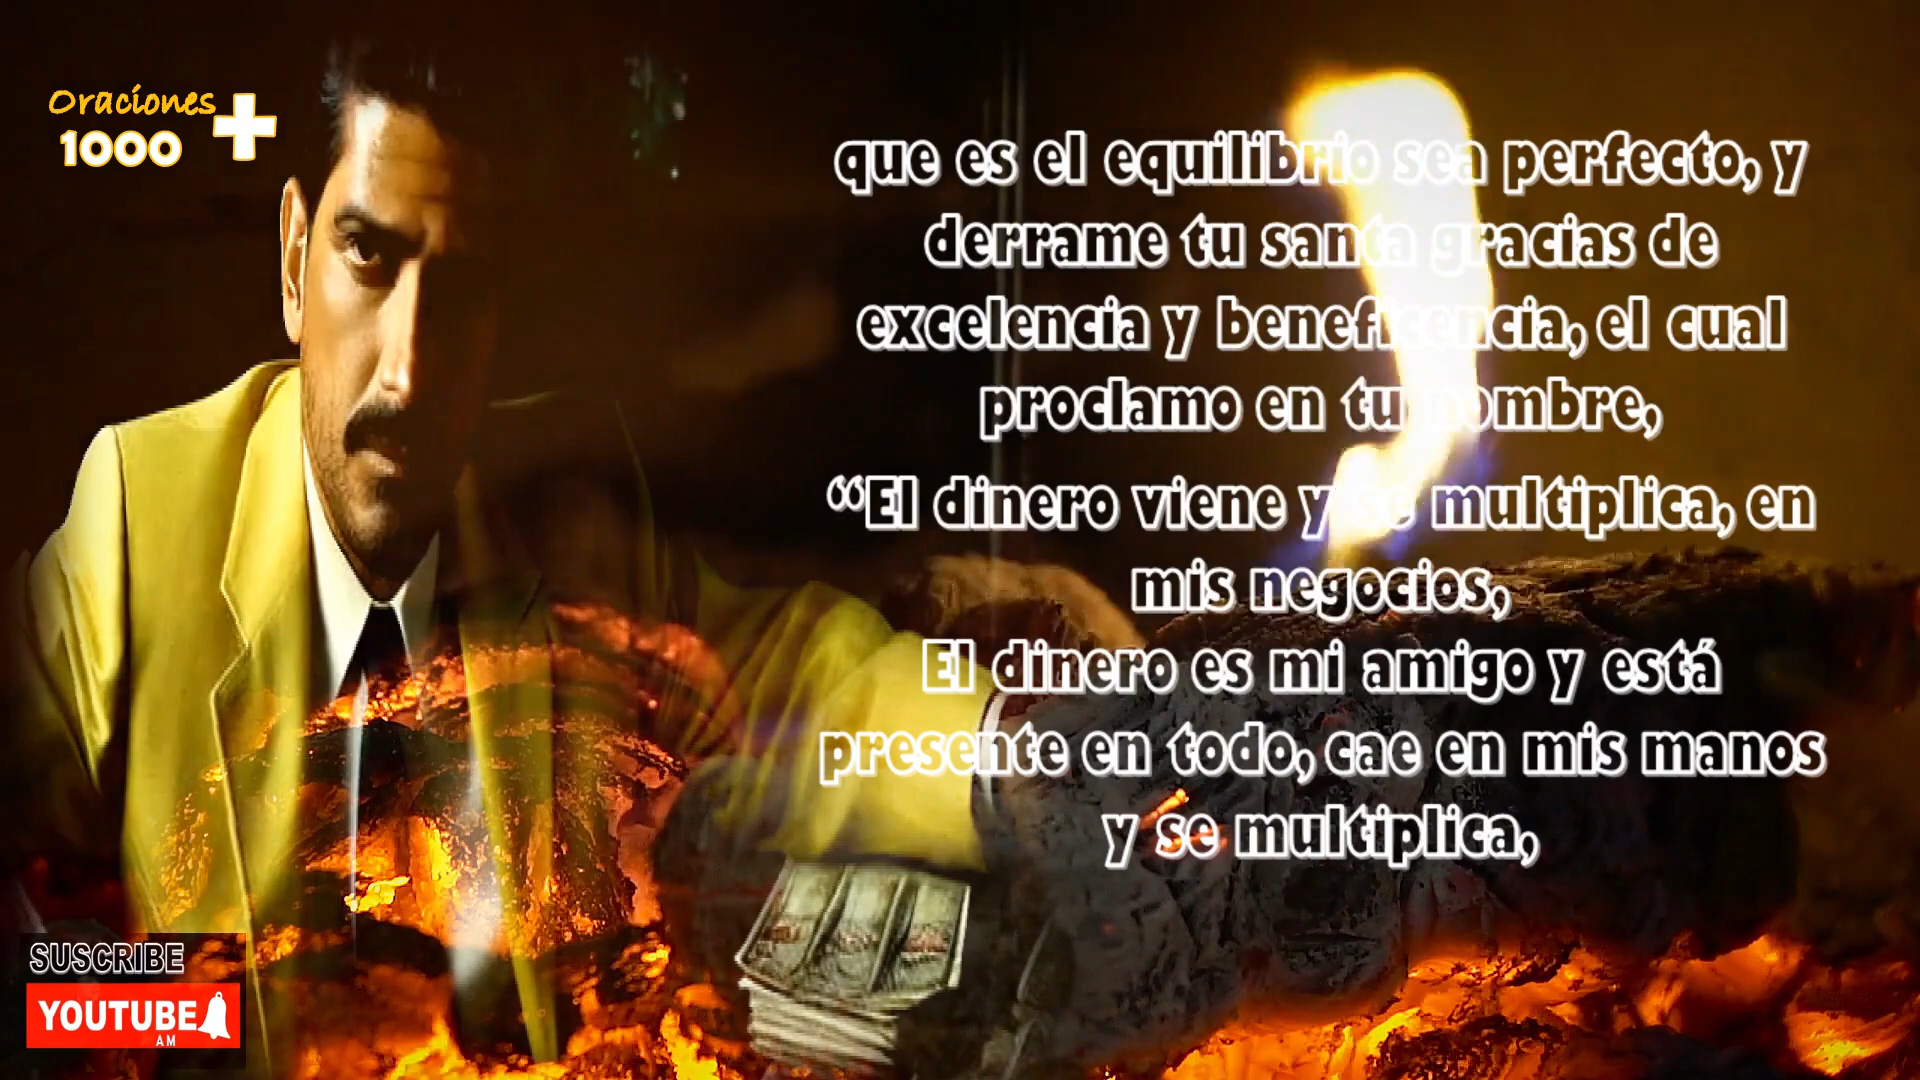 Oraciones
1000 +
que es el equilibrio sea perfecto, y
derrame tu santa gracias de
excelencia y beneficencia, el cual
proclamo en tu nombre,
“El dinero viene y se multiplica, en
mis negocios,
El dinero es mi amigo y está
presente en todo, cae en mis manos
y se multiplica,
SUSCRIBE
YOUTUBE
AM